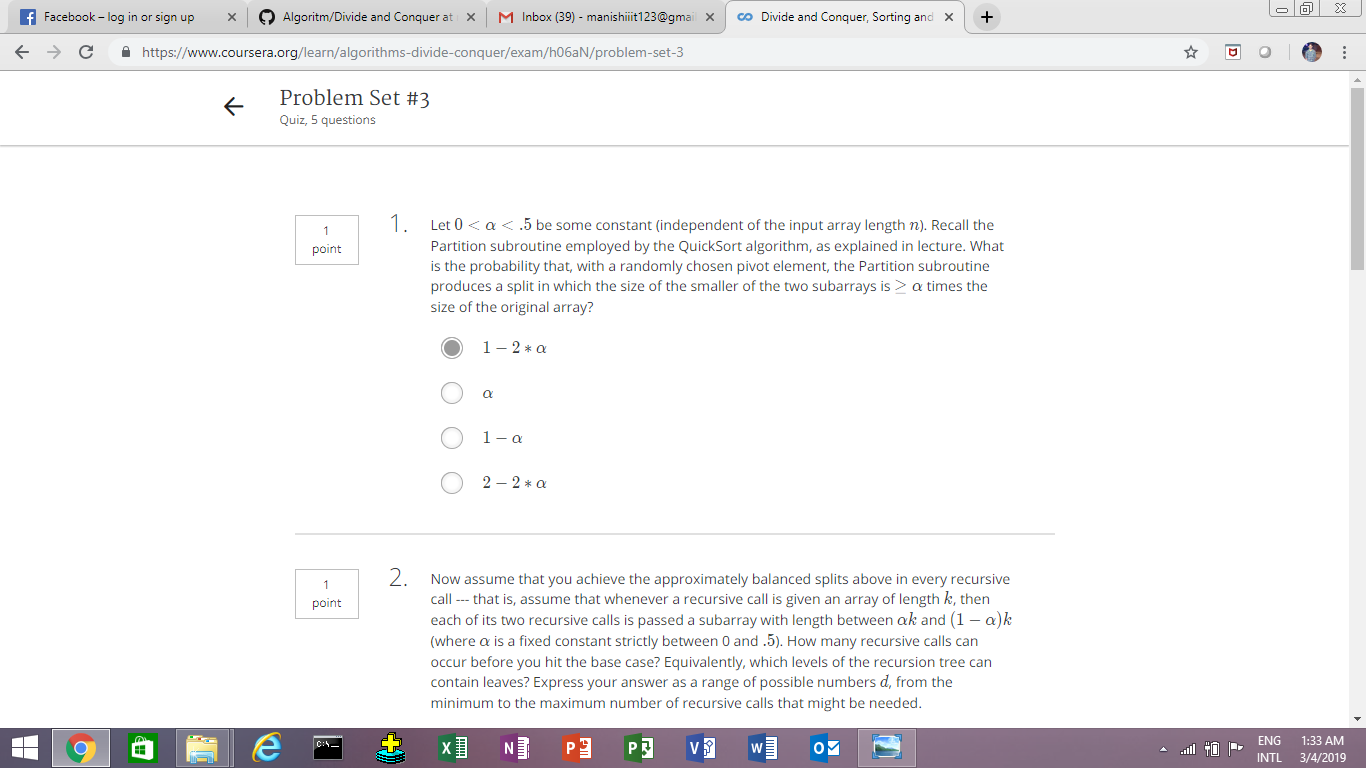 Facebook – log in or sign up
Algoritm/Divide and Conquer at
Inbox (39) - manishiiit123@gmai
Divide and Conquer, Sorting and
https://www.coursera.org/learn/algorithms-divide-conquer/exam/h06aN/problem-set-3
Problem Set #3
Quiz, 5 questions
1
point
1.
Let 0 < α < .5 be some constant (independent of the input array length n). Recall the
Partition subroutine employed by the QuickSort algorithm, as explained in lecture. What
is the probability that, with a randomly chosen pivot element, the Partition subroutine
produces a split in which the size of the smaller of the two subarrays is ≥ α times the
size of the original array?
1 − 2 ∗ α
α
1 − α
2 − 2 ∗ α
1
point
2.
Now assume that you achieve the approximately balanced splits above in every recursive
call --- that is, assume that whenever a recursive call is given an array of length k, then
each of its two recursive calls is passed a subarray with length between αk and (1 − α)k
(where α is a fixed constant strictly between 0 and .5). How many recursive calls can
occur before you hit the base case? Equivalently, which levels of the recursion tree can
contain leaves? Express your answer as a range of possible numbers d, from the
minimum to the maximum number of recursive calls that might be needed.
ENG
INTL
1:33 AM
3/4/2019